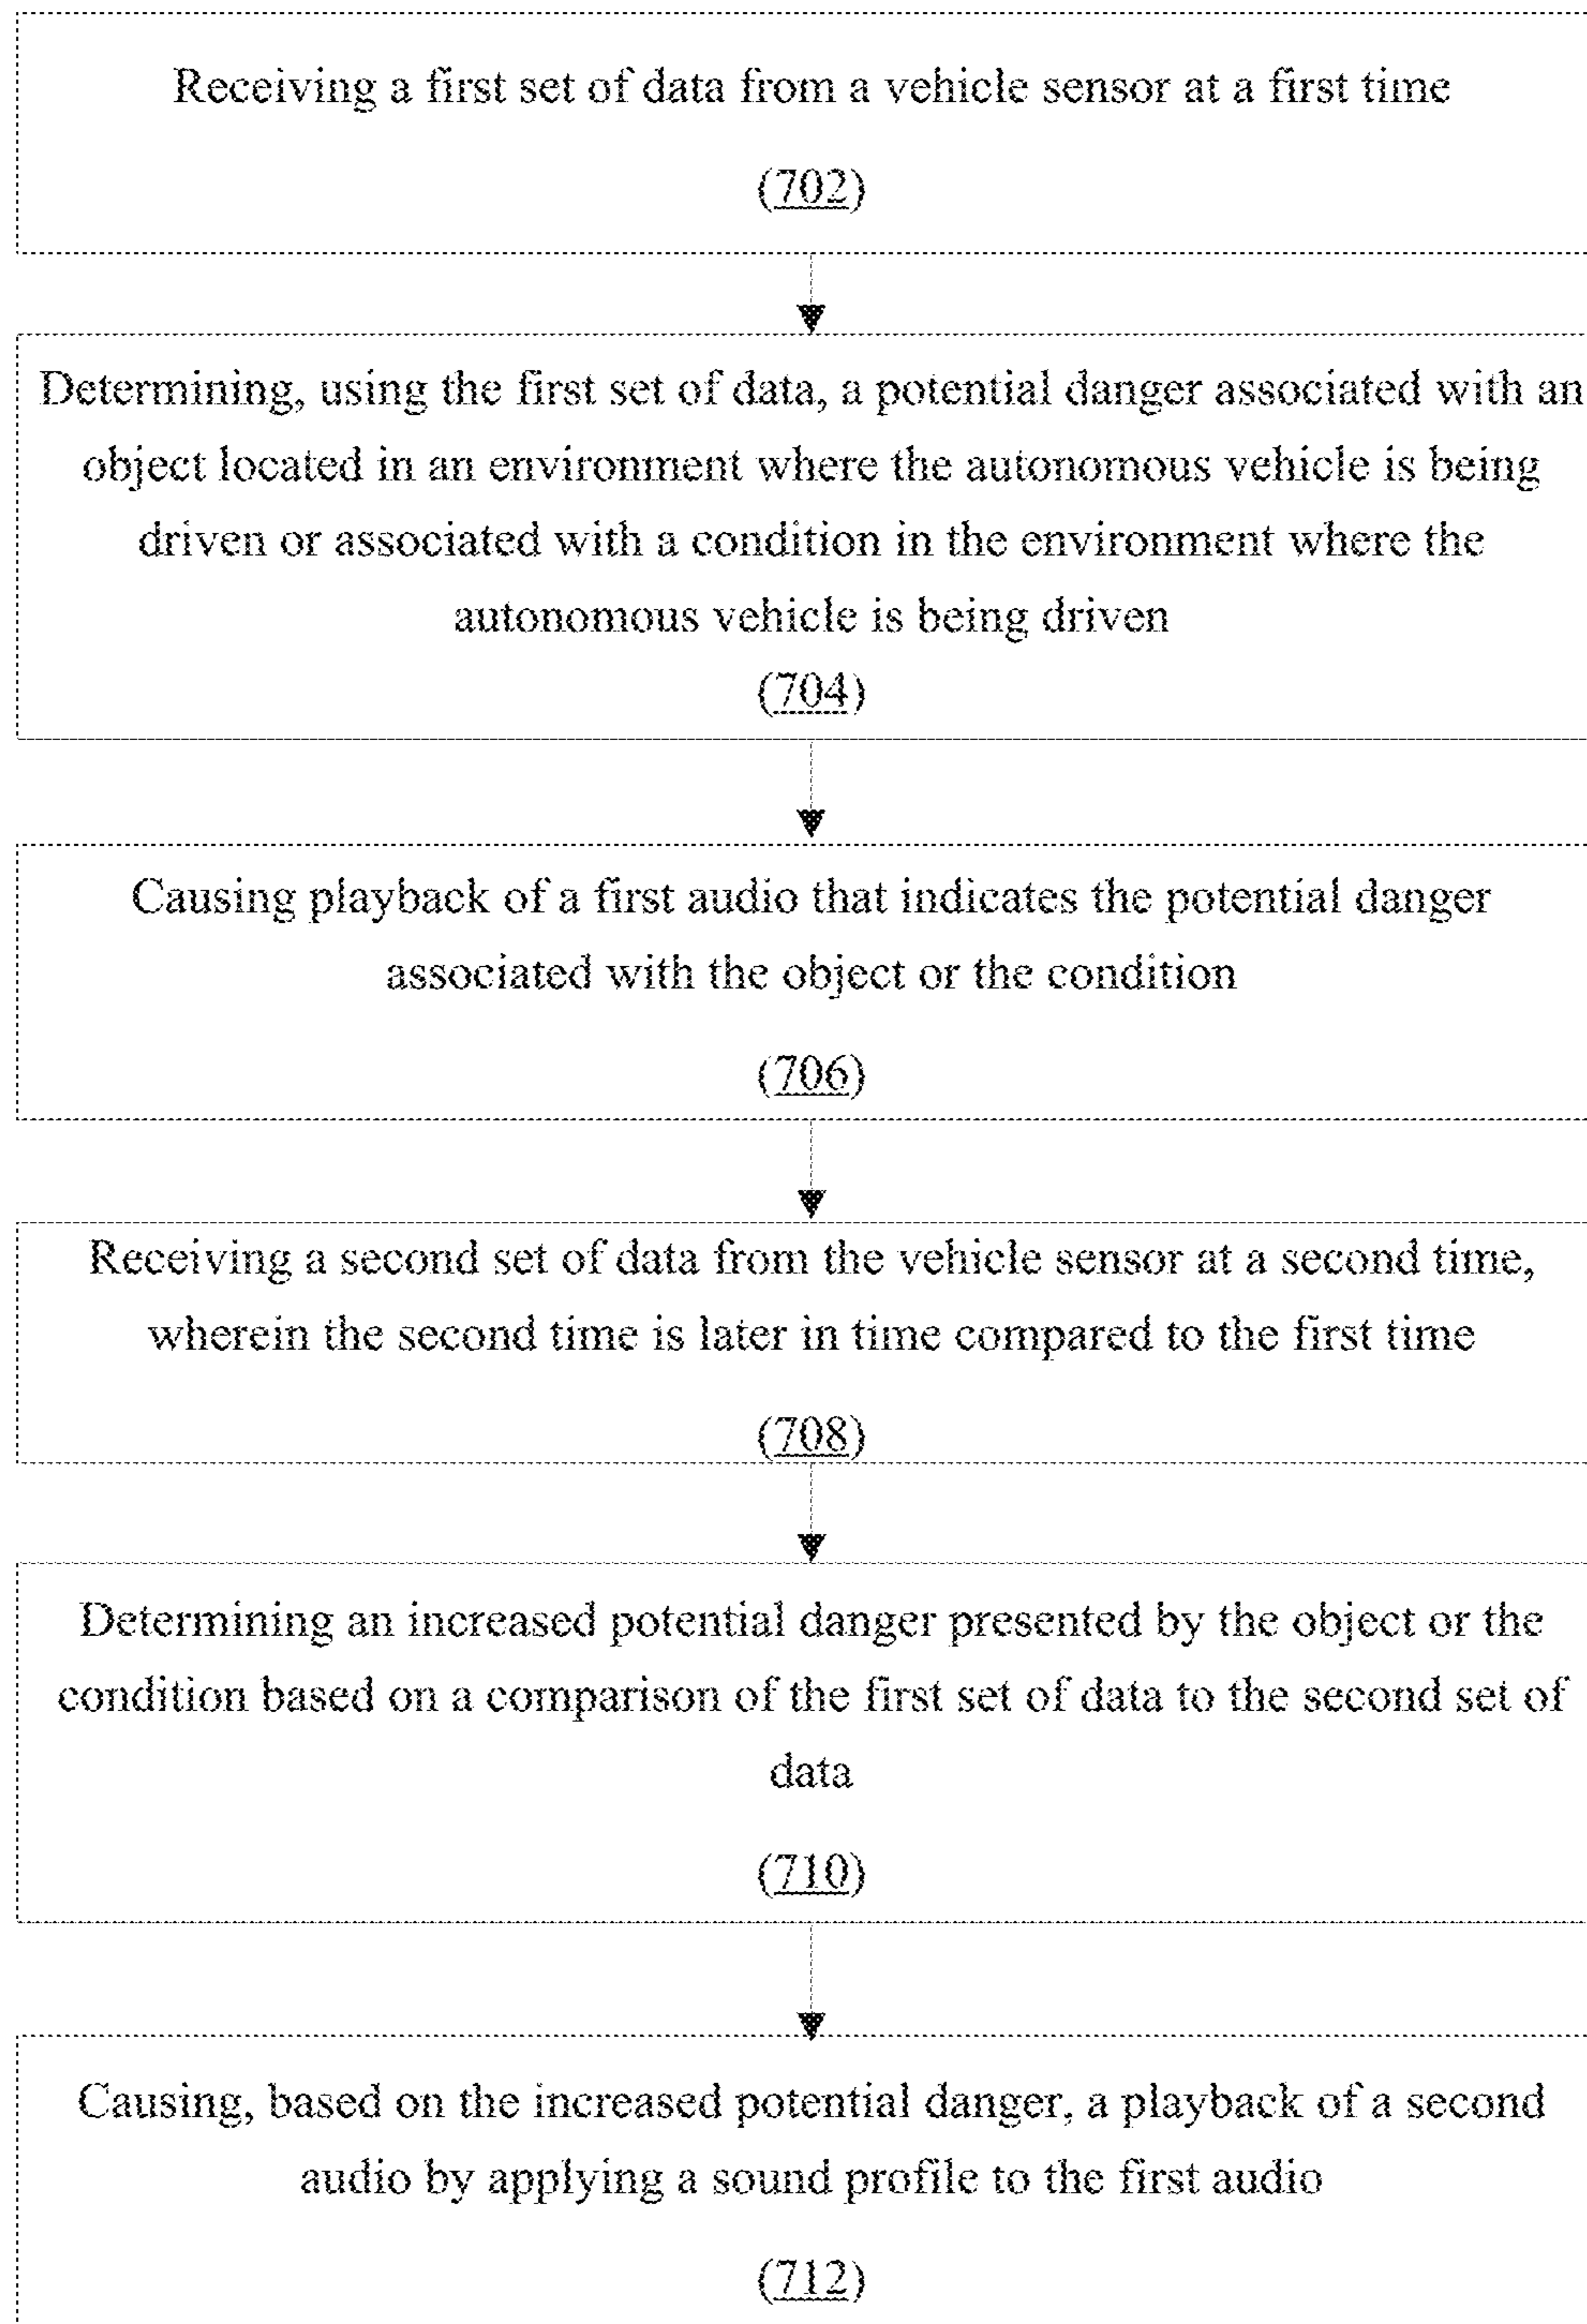 Receiving a first set of data from a vehicle sensor at a first time
(702)
Determining, using the first set of data, a potential danger associated with an
object located in an environment where the autonomous vehicle is being
driven or associated with a condition in the environment where the
autonomous vehicle is being driven
(704)
Causing playback of a first audio that indicates the potential danger
associated with the object or the condition
(706)
Receiving a second set of data from the vehicle sensor at a second time,
wherein the second time is later in time compared to the first time
(708)
Determining an increased potential danger presented by the object or the
condition based on a comparison of the first set of data to the second set of
data
(710)
Causing, based on the increased potential danger, a playback of a second
audio by applying a sound profile to the first audio
(712)